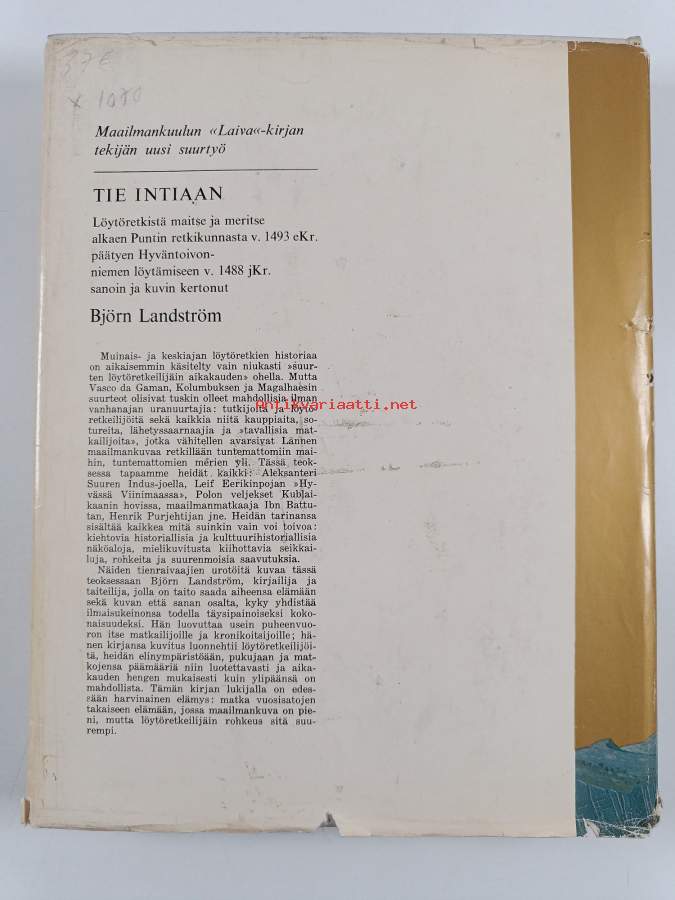 37 €
x 1070
Maailmankuulun «Laiva«-kirjan
tekijän uusi suurtyö
TIE INTIAAN
Löytöretkistä maitse ja meritse
alkaen Puntin retkikunnasta v. 1493 eKr.
päätyen Hyväntoivon-
niemen löytämiseen v. 1488 jKr.
sanoin ja kuvin kertonut
Björn Landström
Muinais- ja keskiajan löytöretkien historiaa
on aikaisemmin käsitelty vain niukasti »suur-
ten löytöretkeilijäin aikakauden» ohella. Mutta
Vasco da Gaman, Kolumbuksen ja Magalhaèsin
suurteot olisivat tuskin olleet mahdollisia ilman
vanhanajan uranuurtajia: tutkijoita ja löytö-
retkeilijöitä sekä kaikkia niitä kauppiaita, so-
tureita, lähetyssaarnaajia ja »tavallisia mat-
kailijoita», jotka vähitellen avarsivat Lännen
maailmankuvaa retkillään tuntemattomiin mai-
hin, tuntemattomien merien yli. Tässä teok-
sessa tapaamme heidät kaikki: Aleksanteri
Suuren Indus-joella, Leif Eerikinpojan »Hy-
vässä Viinimaassa», Polon veljekset Kublai-
kaanin hovissa, maailmanmatkaaja Ibn Battu-
tan, Henrik Purjehtijan jne. Heidän tarinansa
sisältää kaikkea mitä suinkin vain voi toivoa:
kiehtovia historiallisia ja kulttuurihistoriallisia
näköaloja, mielikuvitusta kiihottavia seikkai-
luja, rohkeita ja suurenmoisia saavutuksia.
Näiden tienraivaajien urotöitä kuvaa tässä
teoksessaan Björn Landström, kirjailija ja
taiteilija, jolla on taito saada aiheensa elämään
sekä kuvan että sanan osalta, kyky yhdistää
ilmaisukeinonsa todella täysipainoiseksi koko-
naisuudeksi. Hän luovuttaa usein puheenvuo-
ron itse matkailijoille ja kronikoitsijoille; hä-
nen kirjansa kuvitus luonnehtii löytöretkeilijöi-
tä, heidän elinympäristöään, pukujaan ja mat-
kojensa päämääriä niin luotettavasti ja aika-
kauden hengen mukaisesti kuin ylipäänsä on
mahdollista. Tämän kirjan lukijalla on edes-
sään harvinainen elämys: matka vuosisatojen
takaiseen elämään, jossa maailmankuva on pie-
ni, mutta löytöretkeilijäin rohkeus sitä suu-
rempi.
Antikvariaatti.net